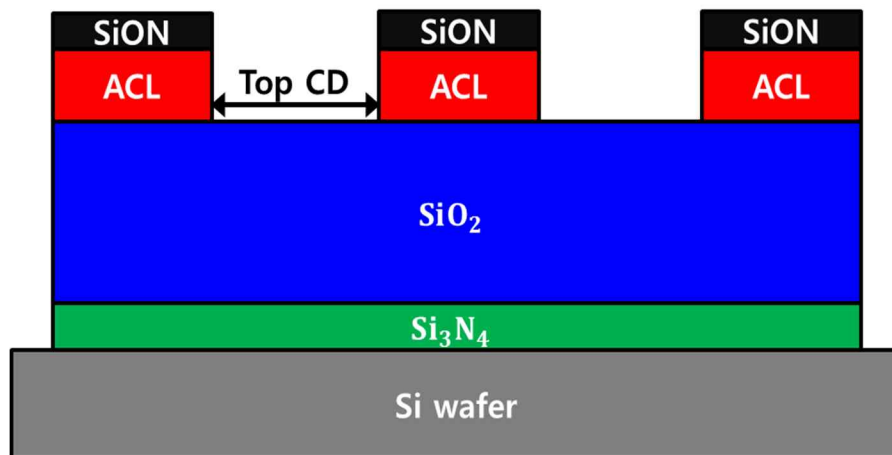 SiON SiON SiON
ACL Top CD ACL ACL
SiO₂
Si₃N₄
Si wafer